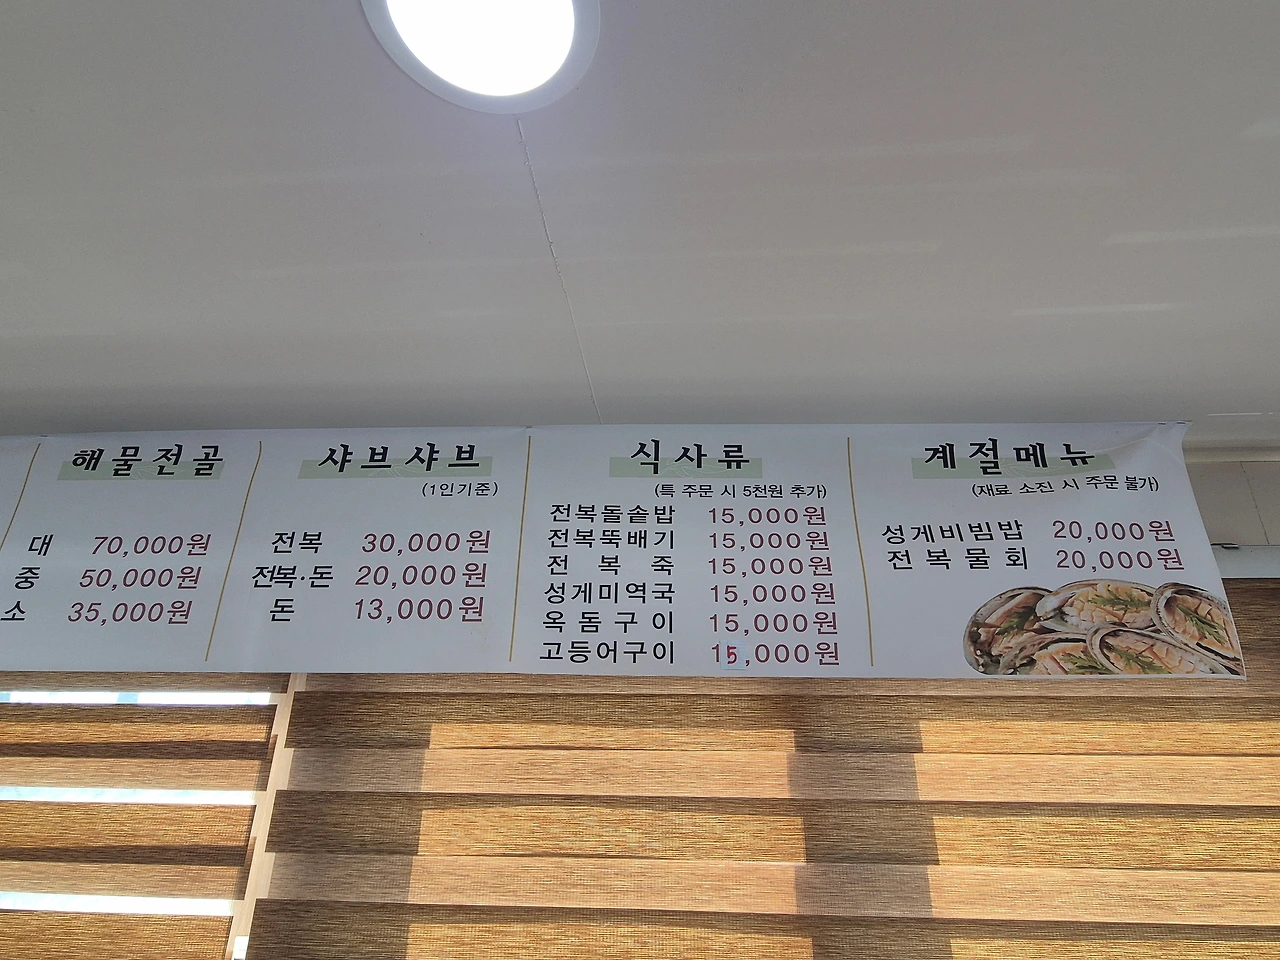 해물전골
대 70,000원
중 50,000원
소 35,000원
샤브샤브
(1인기준)
전복 30,000원
전복·돈 20,000원
돈 13,000원
식사류
(특 주문 시 5천원 추가)
전복돌솥밥 15,000원
전복뚝배기 15,000원
전복죽 15,000원
성게미역국 15,000원
옥돔구이 15,000원
고등어구이 15,000원
계절메뉴
(재료 소진 시 주문 불가)
성게비빔밥 20,000원
전복물회 20,000원